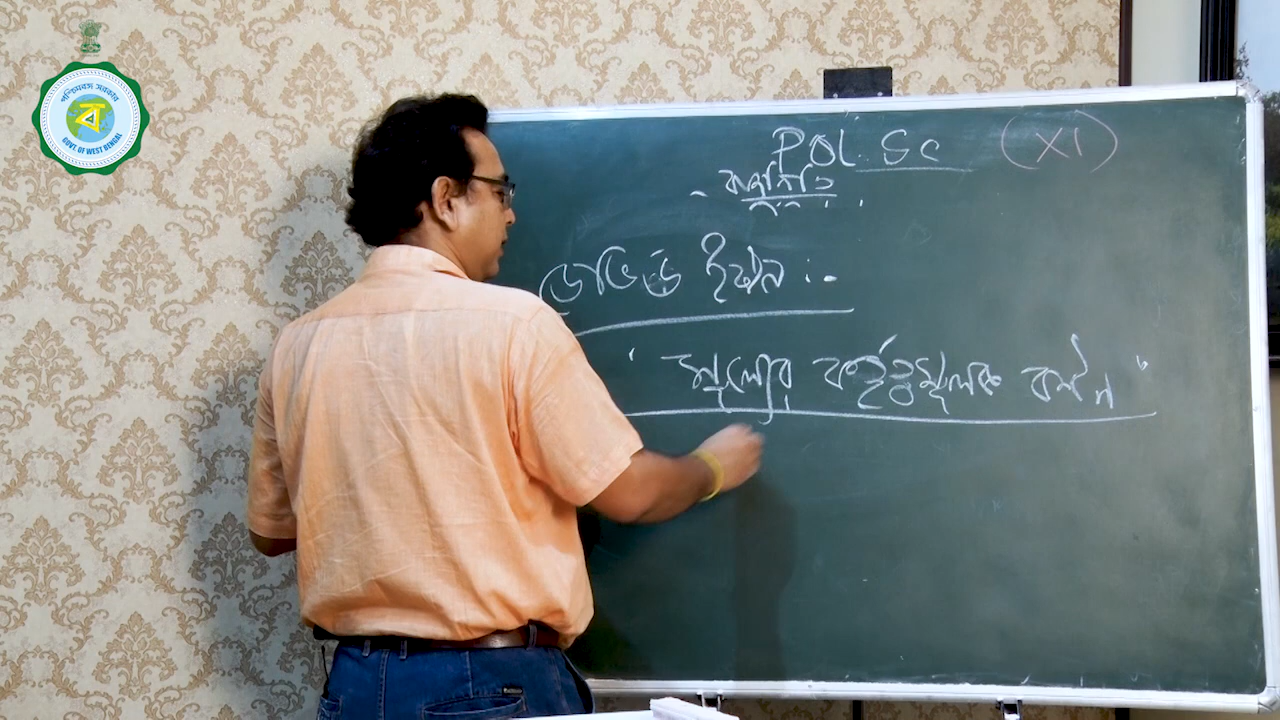 পশ্চিমবঙ্গ সরকার
ব
GOVT. OF WEST BENGAL
POL. Sc (XI)
ডেভিড ইস্টন :-
" মূল্যের কর্তৃত্বমূলক বন্টন "